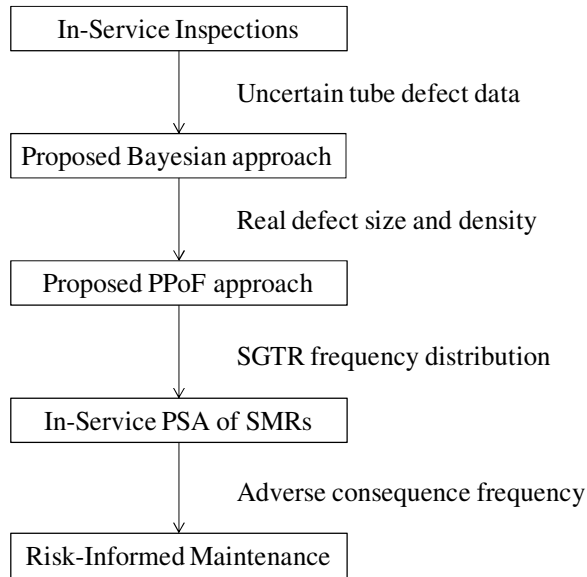 In-Service Inspections
Uncertain tube defect data
Proposed Bayesian approach
Real defect size and density
Proposed PPoF approach
SGTR frequency distribution
In-Service PSA of SMRs
Adverse consequence frequency
Risk-Informed Maintenance